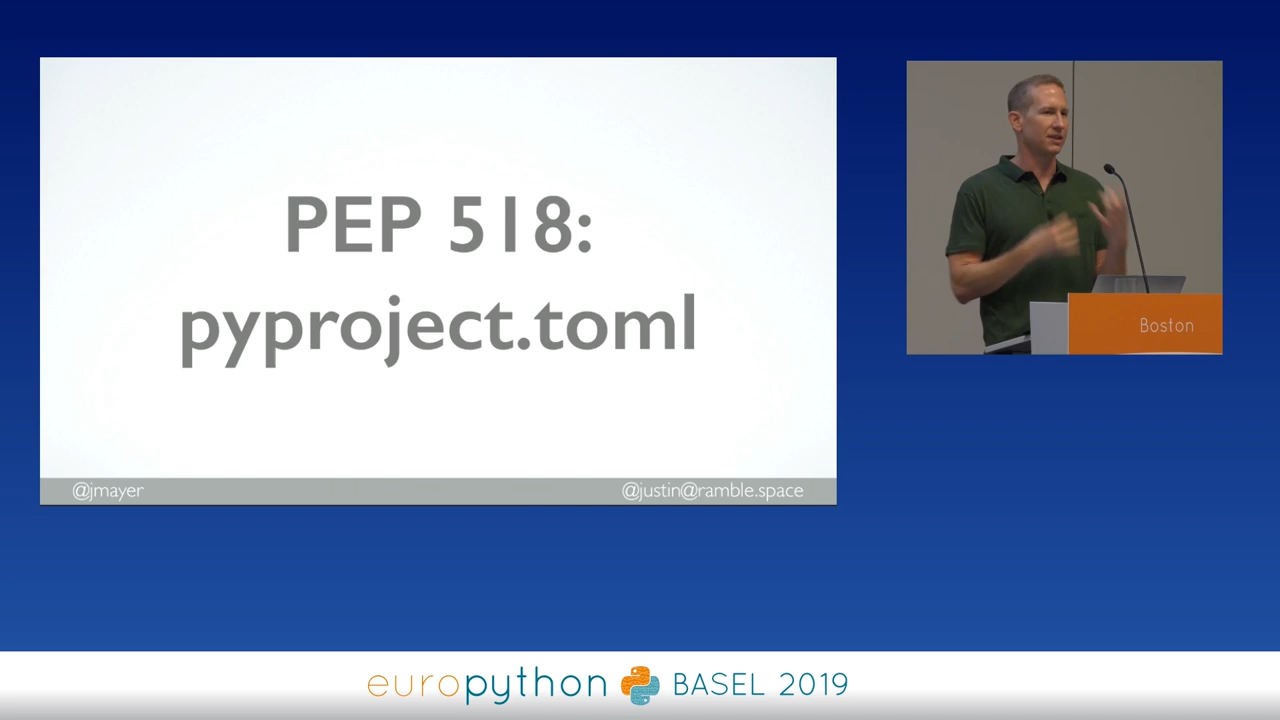 PEP 518:
pyproject.toml
@jmayer
@justin@ramble.space
Boston
europython BASEL 2019